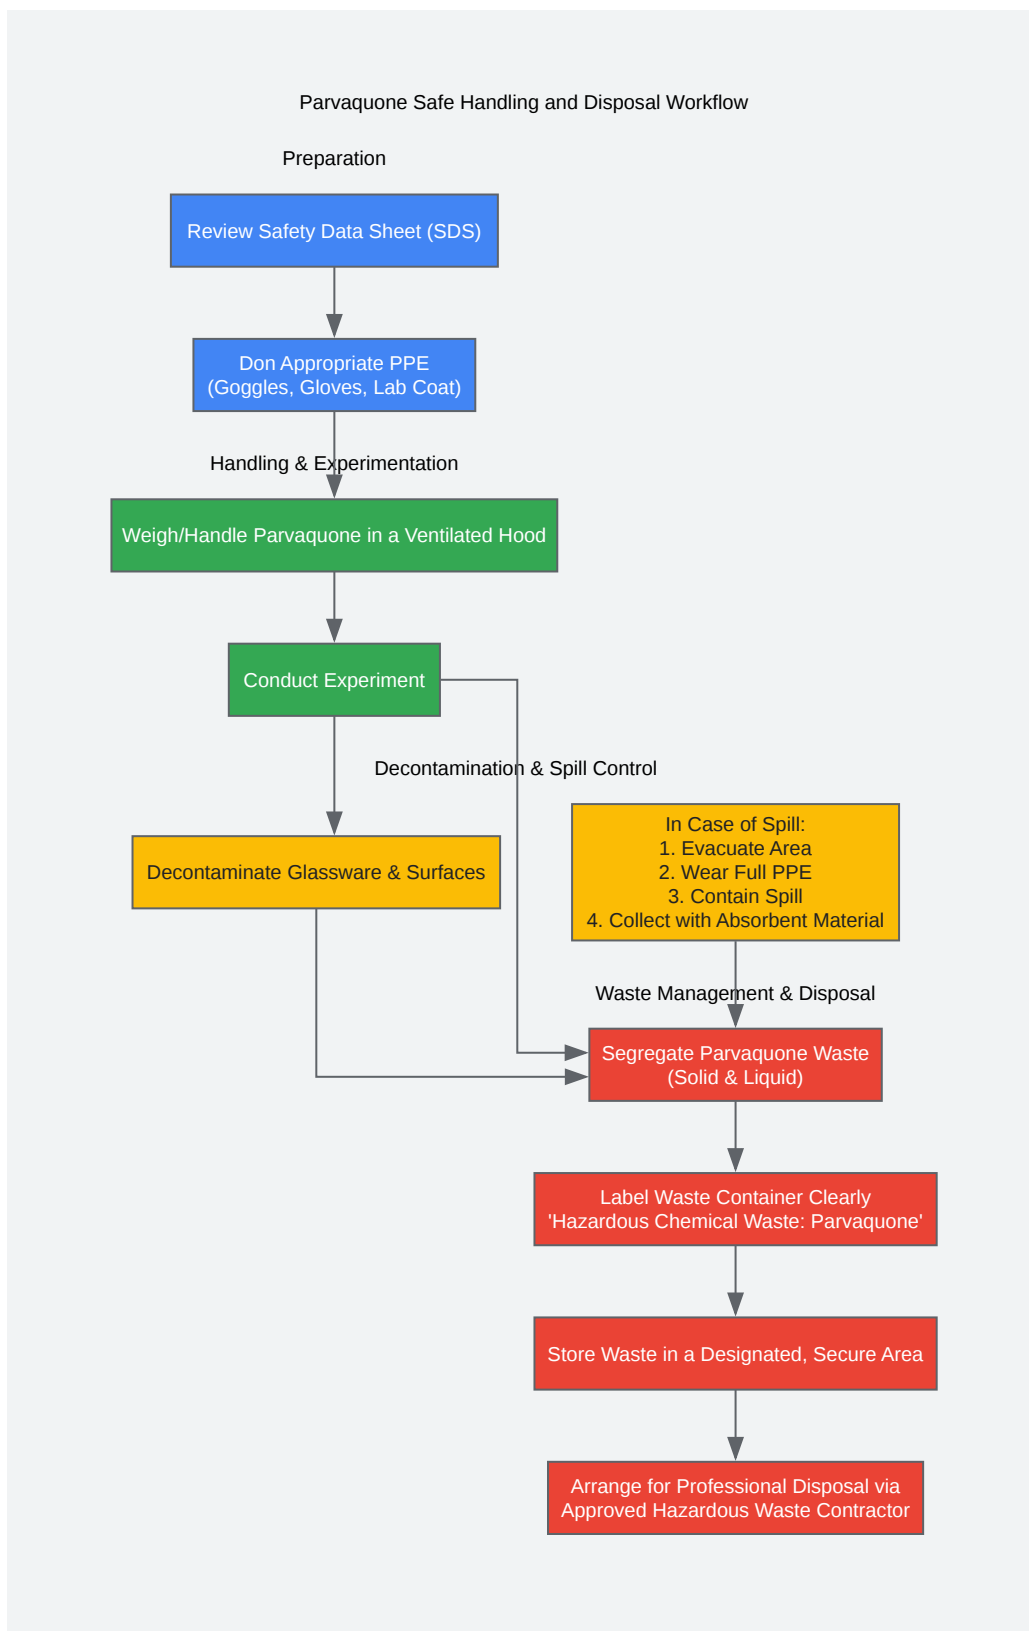 Parvaquone Safe Handling and Disposal Workflow
Preparation
Review Safety Data Sheet (SDS)
Don Appropriate PPE
(Goggles, Gloves, Lab Coat)
Handling & Experimentation
Weigh/Handle Parvaquone in a Ventilated Hood
Conduct Experiment
Decontamination & Spill Control
Decontaminate Glassware & Surfaces
In Case of Spill:
1. Evacuate Area
2. Wear Full PPE
3. Contain Spill
4. Collect with Absorbent Material
Waste Management & Disposal
Segregate Parvaquone Waste
(Solid & Liquid)
Label Waste Container Clearly
'Hazardous Chemical Waste: Parvaquone'
Store Waste in a Designated, Secure Area
Arrange for Professional Disposal via
Approved Hazardous Waste Contractor